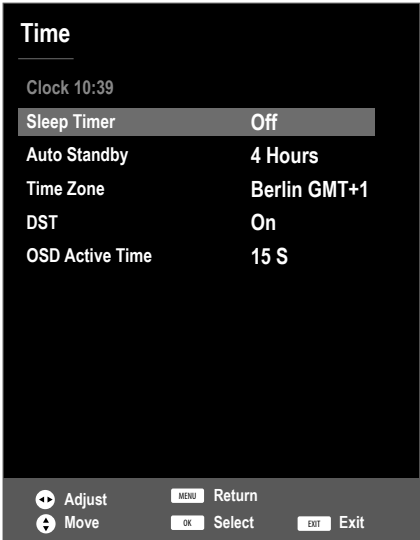 Time
Clock 10:39
Sleep Timer Off
Auto Standby 4 Hours
Time Zone Berlin GMT+1
DST On
OSD Active Time 15 S
Adjust MENU Return
Move OK Select EXIT Exit